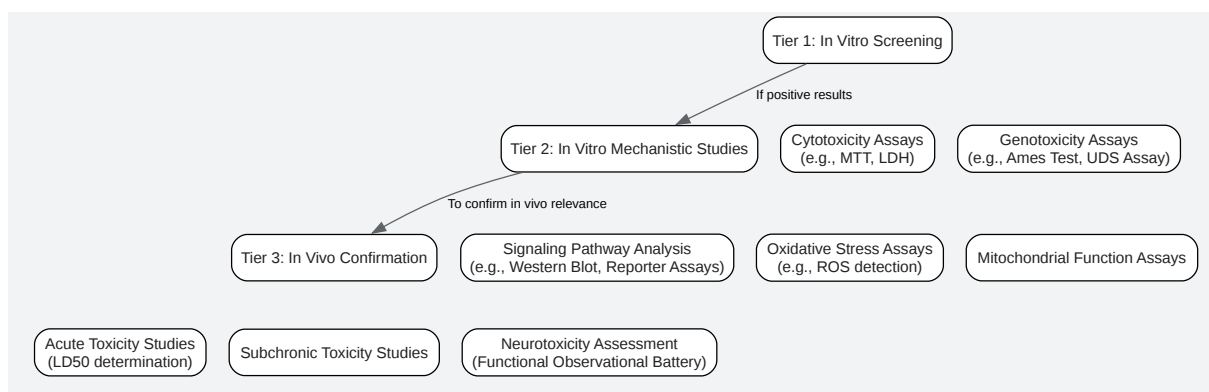 Tier 1: In Vitro Screening
If positive results
Tier 2: In Vitro Mechanistic Studies
Cytotoxicity Assays
(e.g., MTT, LDH)
Genotoxicity Assays
(e.g., Ames Test, UDS Assay)
To confirm in vivo relevance
Tier 3: In Vivo Confirmation
Signaling Pathway Analysis
(e.g., Western Blot, Reporter Assays)
Oxidative Stress Assays
(e.g., ROS detection)
Mitochondrial Function Assays
Acute Toxicity Studies
(LD50 determination)
Subchronic Toxicity Studies
Neurotoxicity Assessment
(Functional Observational Battery)